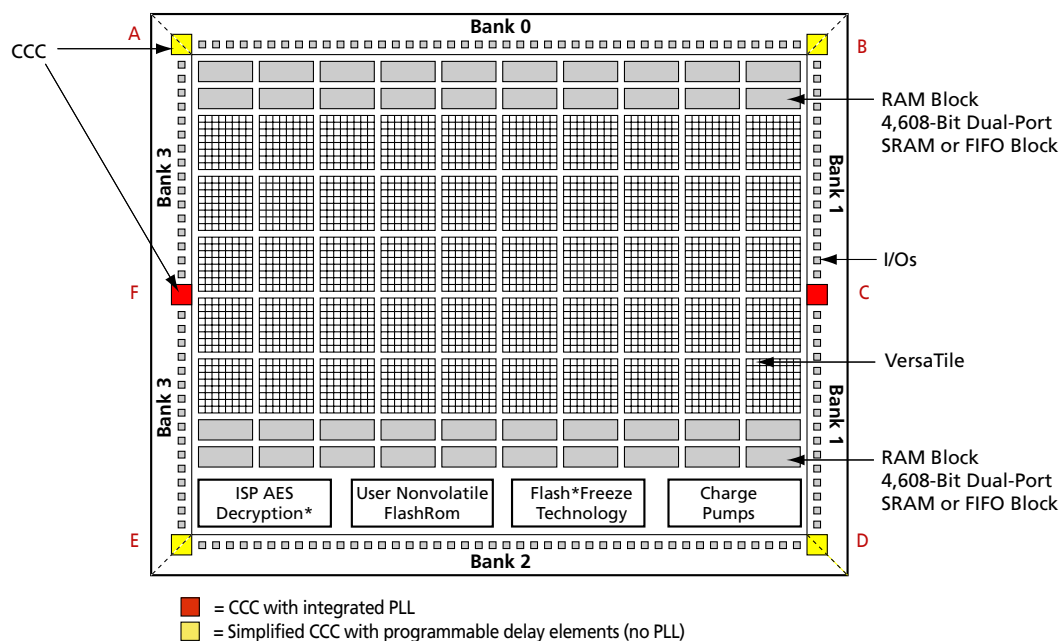 Bank 0
A
B
CCC
RAM Block
4,608-Bit Dual-Port
SRAM or FIFO Block
Bank 3
Bank 1
I/Os
F
C
VersaTile
Bank 3
Bank 1
RAM Block
4,608-Bit Dual-Port
SRAM or FIFO Block
ISP AES
Decryption*
User Nonvolatile
FlashRom
Flash*Freeze
Technology
Charge
Pumps
E
D
Bank 2
= CCC with integrated PLL
= Simplified CCC with programmable delay elements (no PLL)